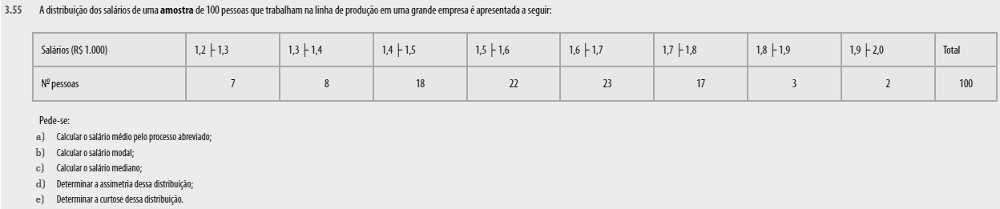 3.55 A distribuição dos salários de uma amostra de 100 pessoas que trabalham na linha de produção em uma grande empresa é apresentada a seguir:
Salários (R$ 1.000) 1,2 ├ 1,3 1,3 ├ 1,4 1,4 ├ 1,5 1,5 ├ 1,6 1,6 ├ 1,7 1,7 ├ 1,8 1,8 ├ 1,9 1,9 ├ 2,0 Total
Nº pessoas 7 8 18 22 23 17 3 2 100
Pede-se:
a) Calcular o salário médio pelo processo abreviado;
b) Calcular o salário modal;
c) Calcular o salário mediano;
d) Determinar a assimetria dessa distribuição;
e) Determinar a curtose dessa distribuição.